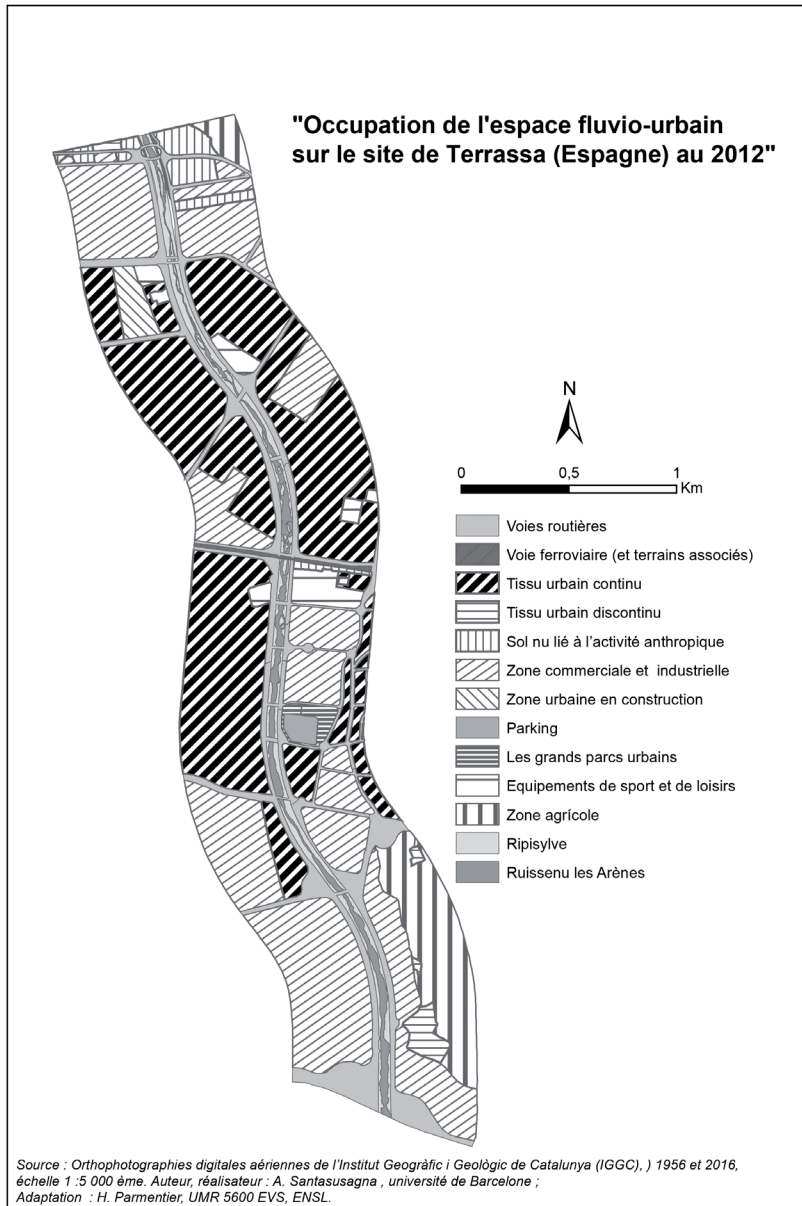 "Occupation de l'espace fluvio-urbain
sur le site de Terrassa (Espagne) au 2012"
N
0 0,5 1
Km
Voies routières
Voie ferroviaire (et terrains associés)
Tissu urbain continu
Tissu urbain discontinu
Sol nu lié à l'activité anthropique
Zone commerciale et industrielle
Zone urbaine en construction
Parking
Les grands parcs urbains
Equipements de sport et de loisirs
Zone agrícole
Ripisylve
Ruissenu les Arènes
Source : Orthophotographies digitales aériennes de l'Institut Geogràfic i Geològic de Catalunya (IGGC), ) 1956 et 2016,
échelle 1 :5 000 ème. Auteur, réalisateur : A. Santasusagna , université de Barcelone ;
Adaptation : H. Parmentier, UMR 5600 EVS, ENSL.